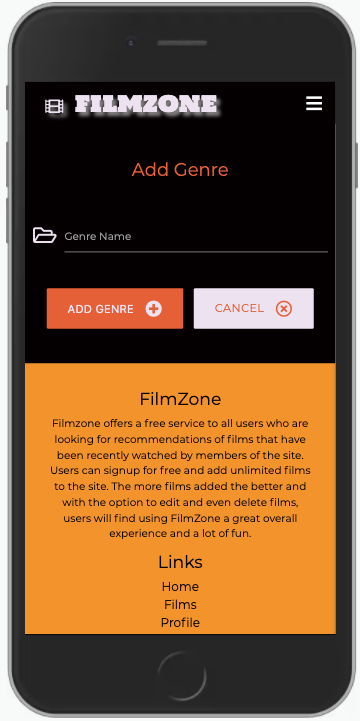 FILMZONE
Add Genre
Genre Name
ADD GENRE
CANCEL
FilmZone
Filmzone offers a free service to all users who are
looking for recommendations of films that have
been recently watched by members of the site.
Users can signup for free and add unlimited films
to the site. The more films added the better and
with the option to edit and even delete films,
users will find using FilmZone a great overall
experience and a lot of fun.
Links
Home
Films
Profile